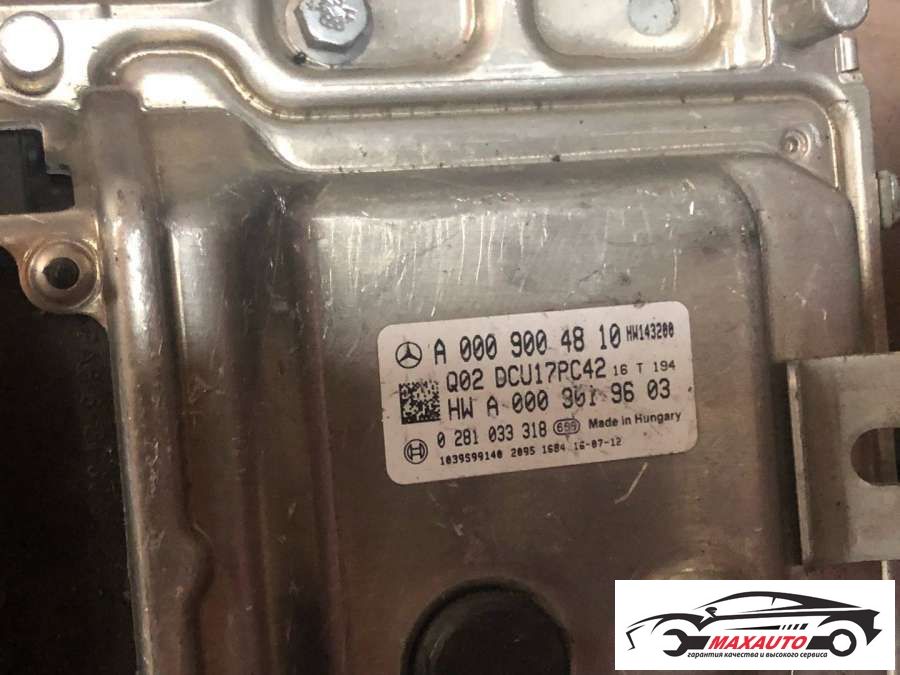 A 000 900 48 10 HW143200
Q02 DCU17PC42 16 T 194
HW A 000 901 96 03
0 281 033 318 Made in Hungary
1039S99140 2095 1684 16-07-12
MAXAUTO
гарантия качества и высокого сервиса